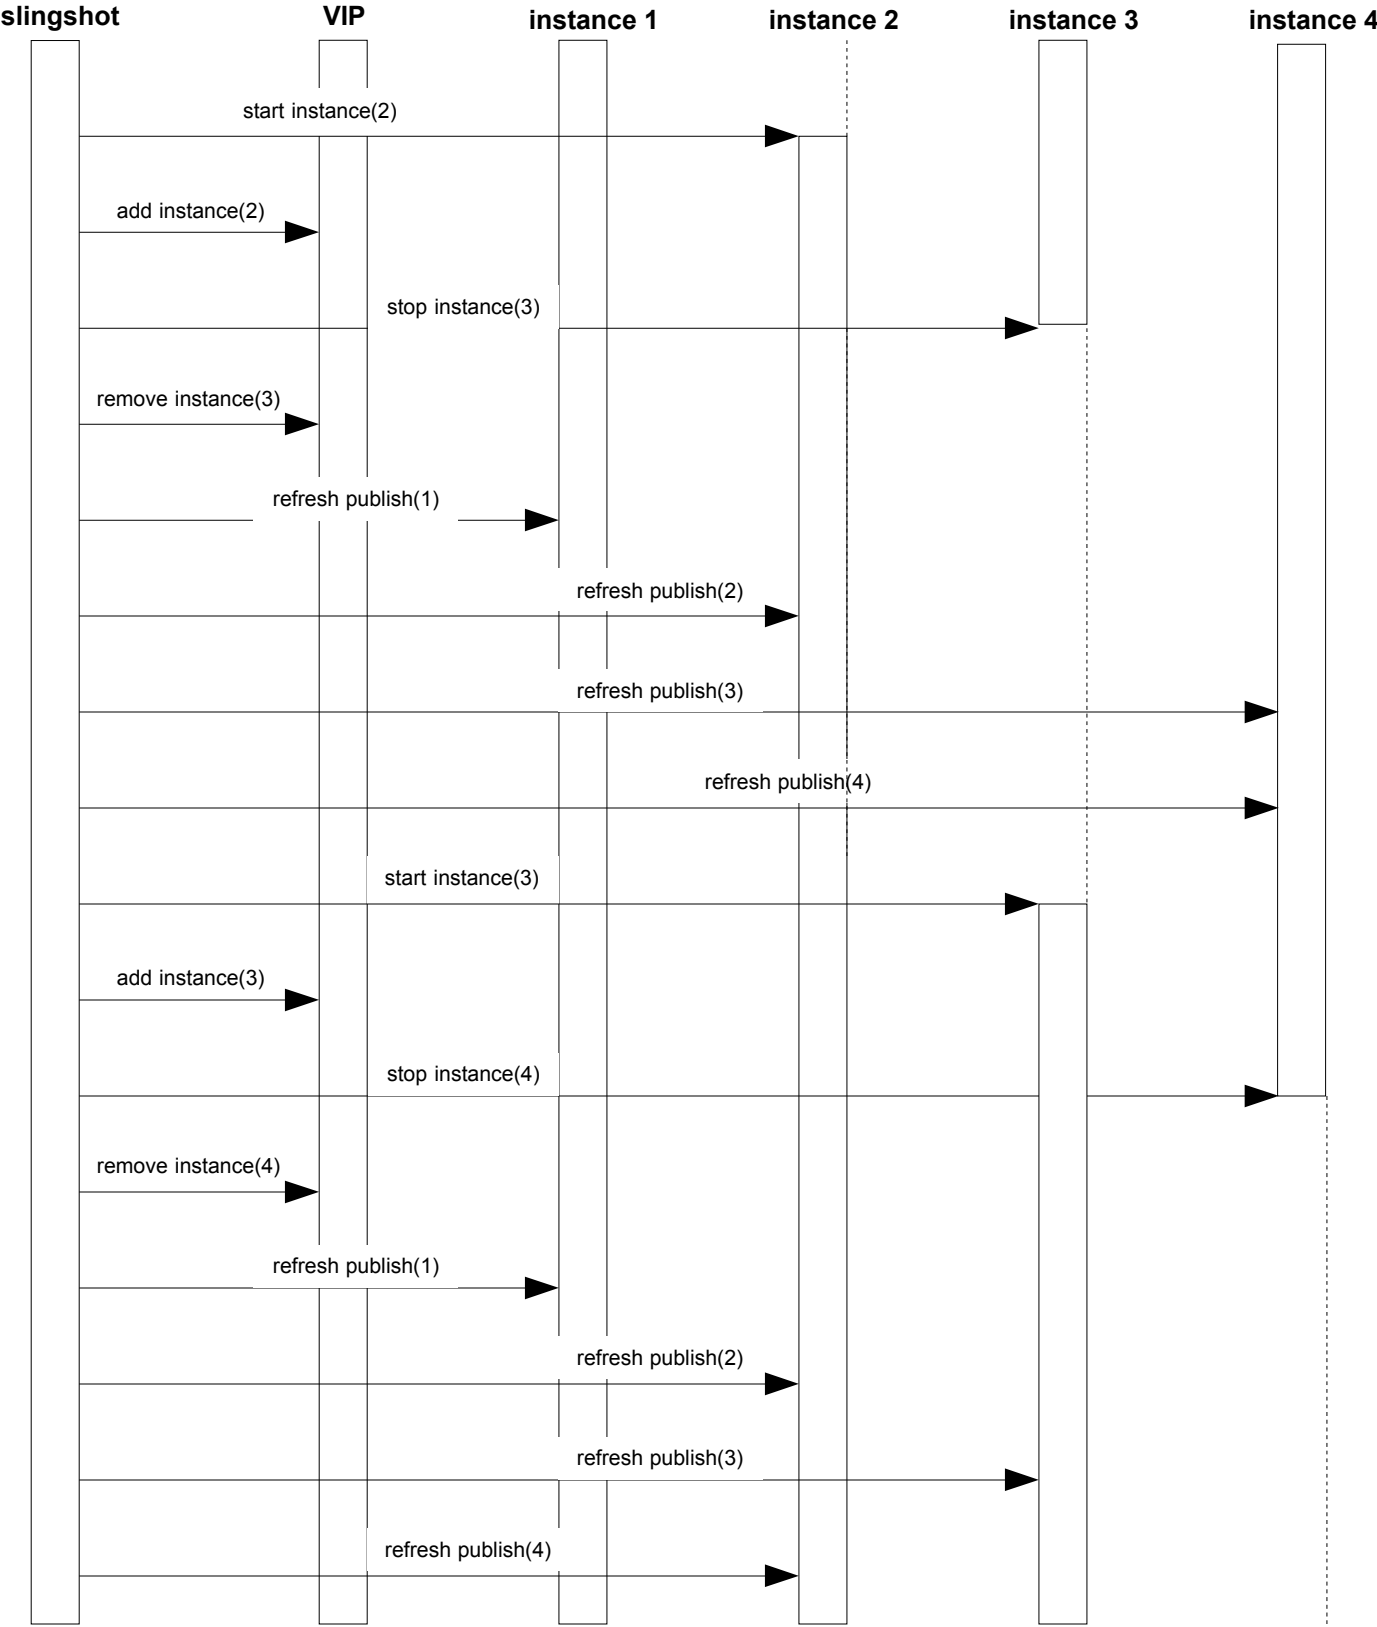 slingshot VIP instance 1 instance 2 instance 3 instance 4
start instance(2)
add instance(2)
stop instance(3)
remove instance(3)
refresh publish(1)
refresh publish(2)
refresh publish(3)
refresh publish(4)
start instance(3)
add instance(3)
stop instance(4)
remove instance(4)
refresh publish(1)
refresh publish(2)
refresh publish(3)
refresh publish(4)